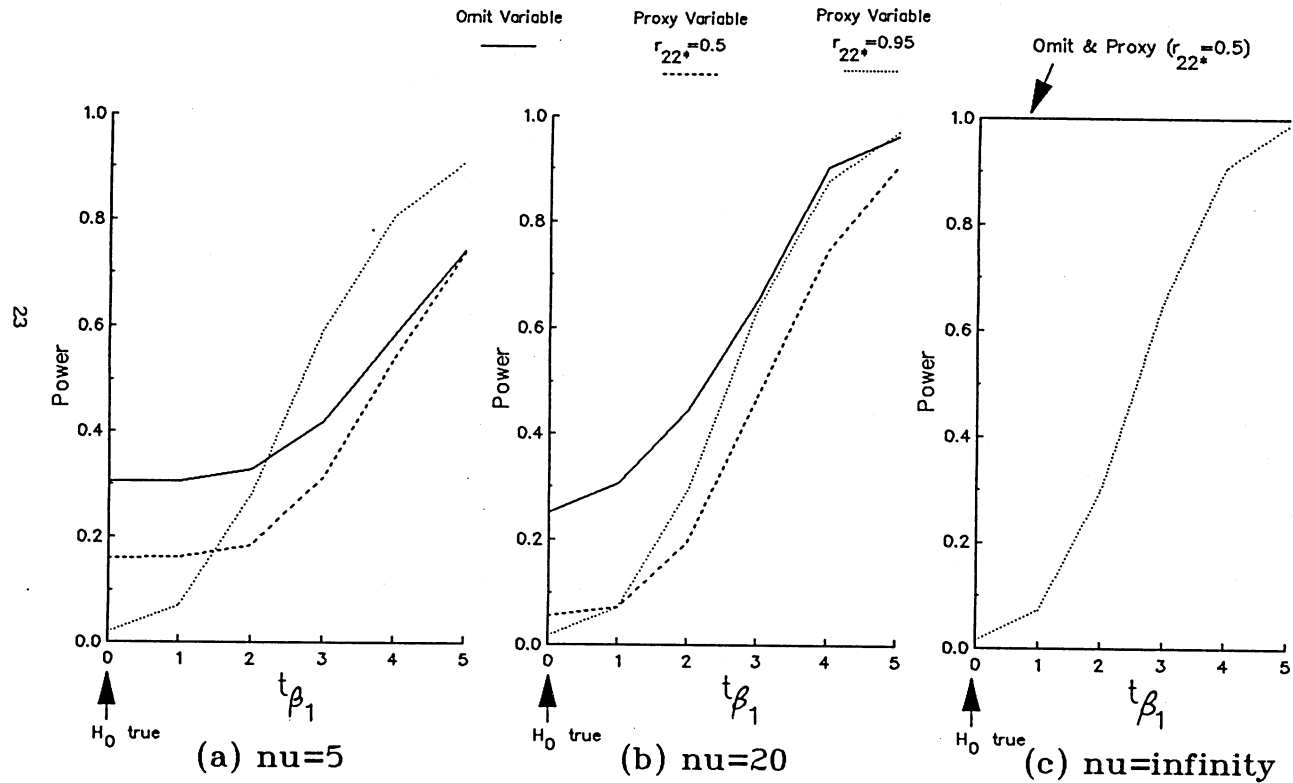 Omit Variable
Proxy Variable
r22*=0.5
Proxy Variable
r22*=0.95
Omit & Proxy (r22*=0.5)
23
Power
1.0
0.8
0.6
0.4
0.2
0.0
0 1 2 3 4 5
tβ1
H0 true
(a) nu=5
Power
1.0
0.8
0.6
0.4
0.2
0.0
0 1 2 3 4 5
tβ1
H0 true
(b) nu=20
Power
1.0
0.8
0.6
0.4
0.2
0.0
0 1 2 3 4 5
tβ1
H0 true
(c) nu=infinity